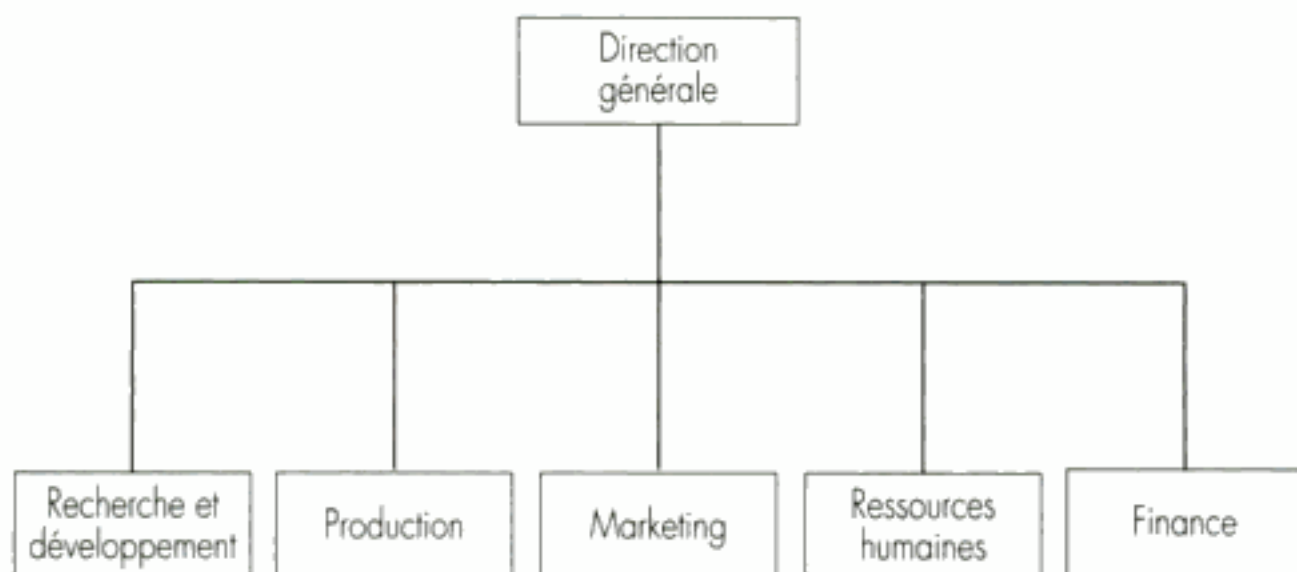 Direction
générale
Recherche et
développement
Production
Marketing
Ressources
humaines
Finance